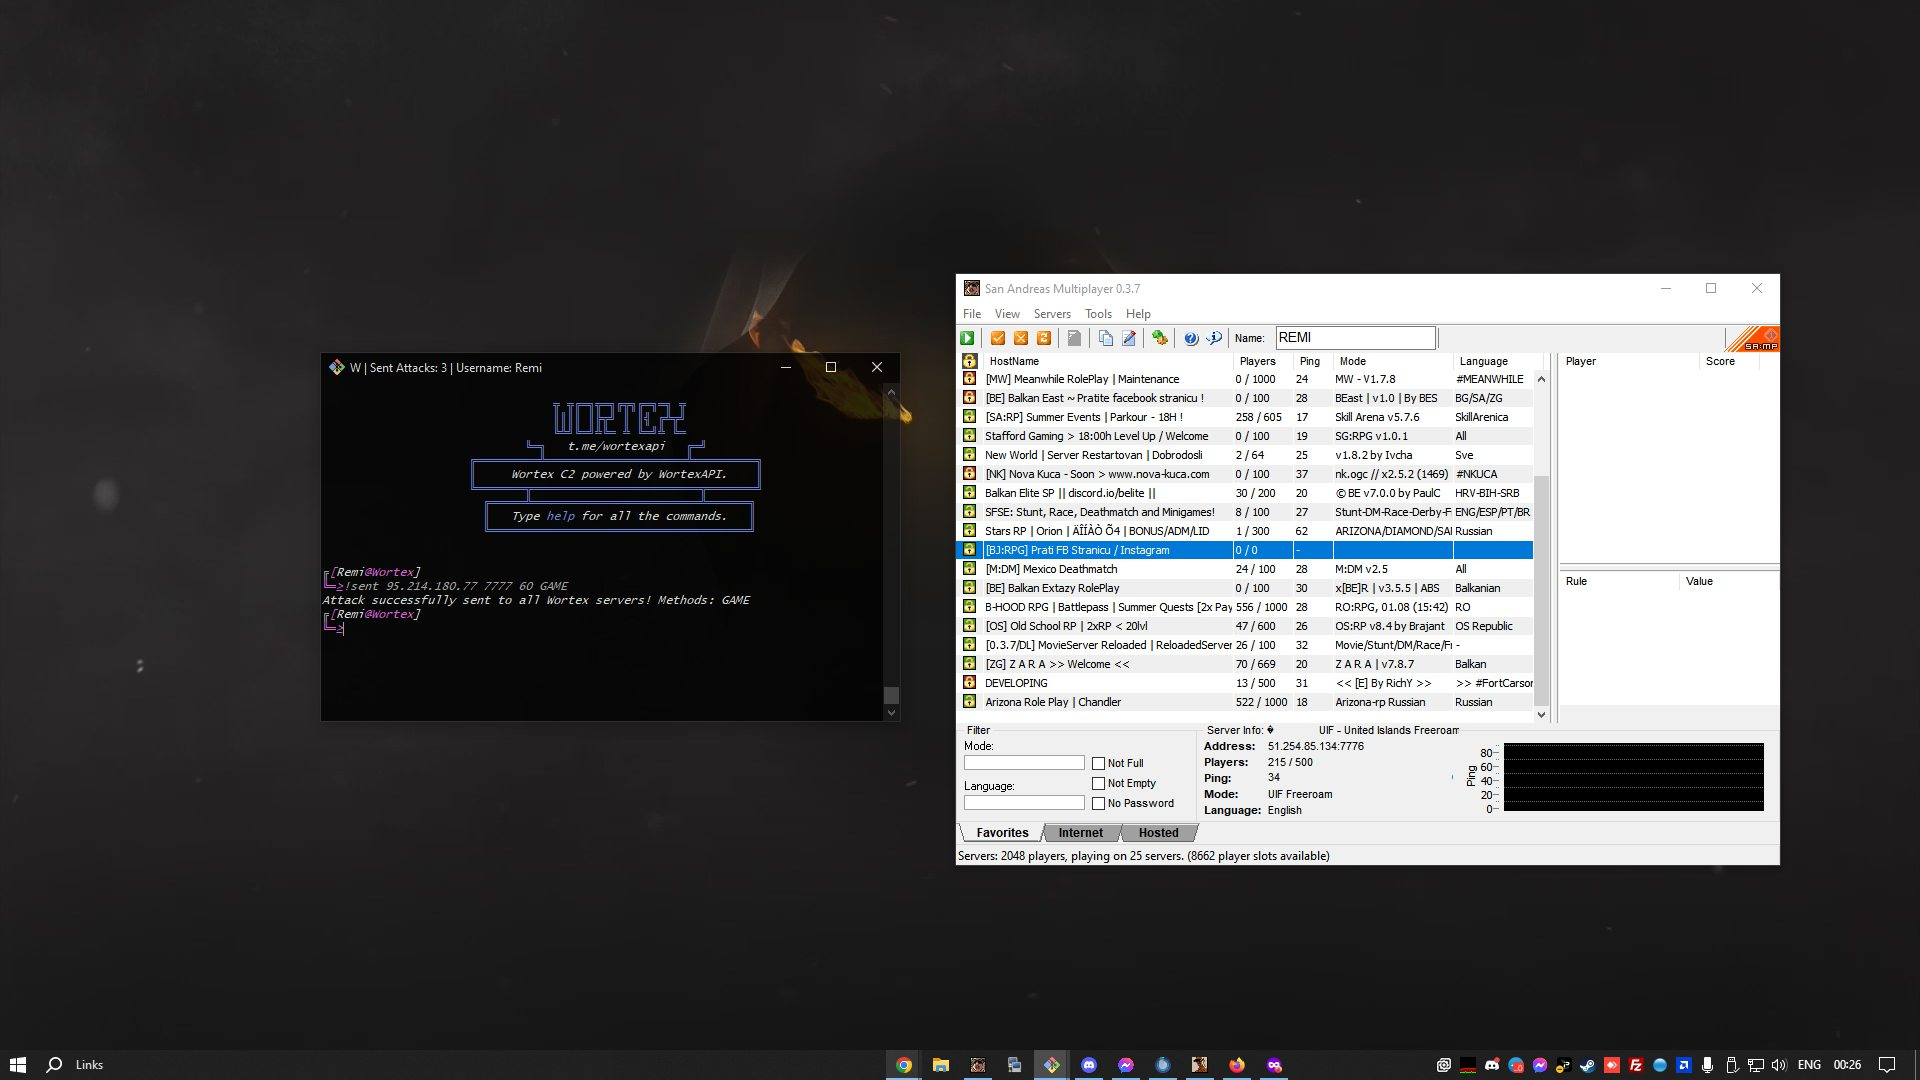 W | Sent Attacks: 3 | Username: Remi
WORTEX
t.me/wortexapi
Wortex C2 powered by WortexAPI.
Type help for all the commands.
[Remi@Wortex]
>!sent 95.214.180.77 7777 60 GAME
Attack successfully sent to all Wortex servers! Methods: GAME
[Remi@Wortex]
>
San Andreas Multiplayer 0.3.7
File View Servers Tools Help
Name: REMI
sa:mp
HostName Players Ping Mode Language
[MW] Meanwhile RolePlay | Maintenance 0 / 1000 24 MW - V1.7.8 #MEANWHILE
[BE] Balkan East ~ Pratite facebook stranicu ! 0 / 100 28 BEast | v1.0 | By BES BG/SA/ZG
[SA:RP] Summer Events | Parkour - 18H ! 258 / 605 17 Skill Arena v5.7.6 SkillArenica
Stafford Gaming > 18:00h Level Up / Welcome 0 / 100 19 SG:RPG v1.0.1 All
New World | Server Restartovan | Dobrodosli 2 / 64 25 v1.8.2 by Ivcha Sve
[NK] Nova Kuca - Soon > www.nova-kuca.com 0 / 100 37 nk.ogc // x2.5.2 (1469) #NKUCA
Balkan Elite SP || discord.io/belite || 30 / 200 20 © BE v7.0.0 by PaulC HRV-BIH-SRB
SFSE: Stunt, Race, Deathmatch and Minigames! 8 / 100 27 Stunt-DM-Race-Derby-F ENG/ESP/PT/BR
Stars RP | Orion | ÄÎÍÀÒ Õ4 | BONUS/ADM/LID 1 / 300 62 ARIZONA/DIAMOND/SAI Russian
[BJ:RPG] Prati FB Stranicu / Instagram 0 / 0 -
[M:DM] Mexico Deathmatch 24 / 100 28 M:DM v2.5 All
[BE] Balkan Extazy RolePlay 0 / 100 30 x[BE]R | v3.5.5 | ABS Balkanian
B-HOOD RPG | Battlepass | Summer Quests [2x Pay 556 / 1000 28 RO:RPG, 01.08 (15:42) RO
[OS] Old School RP | 2xRP < 20lvl 47 / 600 26 OS:RP v8.4 by Brajant OS Republic
[0.3.7/DL] MovieServer Reloaded | ReloadedServer 26 / 100 32 Movie/Stunt/DM/Race/Fr -
[ZG] Z A R A >> Welcome << 70 / 669 20 Z A R A | v7.8.7 Balkan
DEVELOPING 13 / 500 31 << [E] By RichY >> >> #FortCarson
Arizona Role Play | Chandler 522 / 1000 18 Arizona-rp Russian Russian
Player Score
Rule Value
Filter
Mode:
Language:
Not Full
Not Empty
No Password
Server Info: � UIF - United Islands Freeroam
Address: 51.254.85.134:7776
Players: 215 / 500
Ping: 34
Mode: UIF Freeroam
Language: English
Ping
80
60
40
20
0
Favorites Internet Hosted
Servers: 2048 players, playing on 25 servers. (8662 player slots available)
Links
ENG 00:26